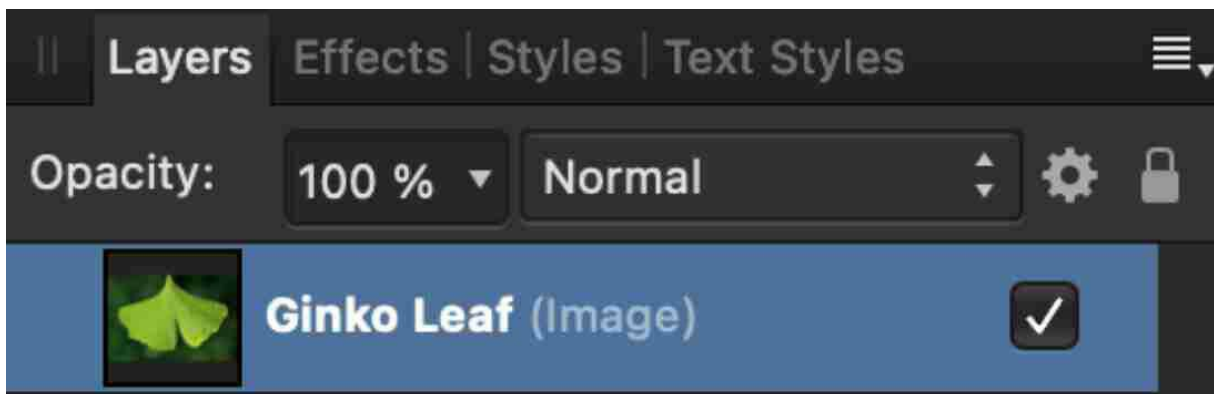 Layers Effects | Styles | Text Styles
Opacity: 100 % Normal
Ginko Leaf (Image)